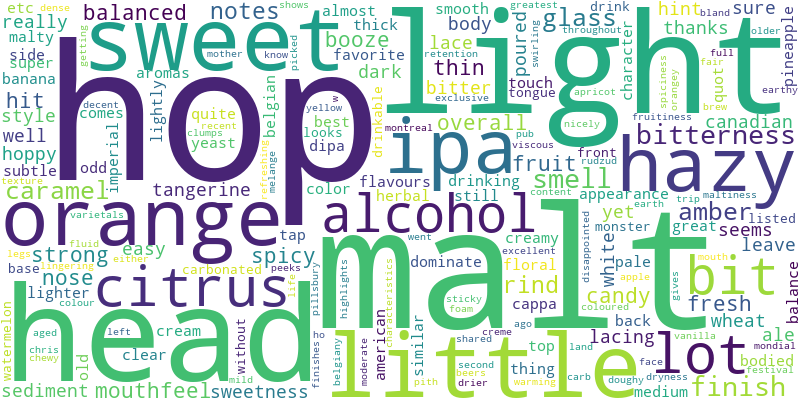 etc dense
really
malty
super
side
banana
hit
style
well
hoppy
subtle
texture
caramel
varietals
orange
legs fluid
base lingering
lighter colour
strong
nose
head
watermelon
aged
chris
chewy
old
sediment
mouthfeel
sweetness
mild
cream
clear
left
citrus
carbonated
easy
either
without
balanced
notes
getting
mother
sweet
aromas
comes
decent
odd
imperial
lightly
quite
recent
clumps
yeast
hop
tangerine
belgian
refreshing
melange
know
picked
shows
almost
booze
favorite
dark
best
looks
dipa
yellow
w
color
tap
spicy
peeks
life
pillsbury
finishes
ho
highlights
belgiany
moderate
american
characteristics
thick
smooth
body
lace
retention
thin
bitter
exclusive
drinkable
overall
montreal
ipa
flavours
herbal
drinking
still
alcohol
went
dominate
malt
sticky
foam
similar
little
pith
second
beers
drier
shared
creme
ago
thing
warming
top
carb
land
doughy
drink
greatest
swirling
poured
glass
touch
tongue
pub
viscous
light
character
throughout
hint
thanks
sure
bland
older
full
pineapple
earthy
quot
spiciness
orangey
fair
brew
apricot
nicely
fruitiness
canadian
bitterness
front
rudzud
fruit
hazy
smell
content
appearance
trip
maltiness
earth
yet
amber
great
listed
seems
monster
leave
creamy
excellent
floral
rind
cappa
disappointed
white
pale
mouth
apple
candy
coloured
gives
bit
fresh
balance
back
wheat
vanilla
ale
lacing
lot
mondial
bodied
festival
face
dryness
medium
finish